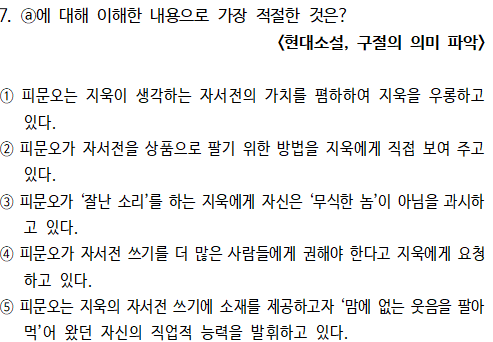 7. ⓐ에 대해 이해한 내용으로 가장 적절한 것은?
<현대소설, 구절의 의미 파악>
① 피문오는 지욱이 생각하는 자서전의 가치를 폄하하여 지욱을 우롱하고
있다.
② 피문오가 자서전을 상품으로 팔기 위한 방법을 지욱에게 직접 보여 주고
있다.
③ 피문오가 '잘난 소리'를 하는 지욱에게 자신은 '무식한 놈'이 아님을 과시하
고 있다.
④ 피문오가 자서전 쓰기를 더 많은 사람들에게 권해야 한다고 지욱에게 요청
하고 있다.
⑤ 피문오는 지욱의 자서전 쓰기에 소재를 제공하고자 '맘에 없는 웃음을 팔아
먹'어 왔던 자신의 직업적 능력을 발휘하고 있다.